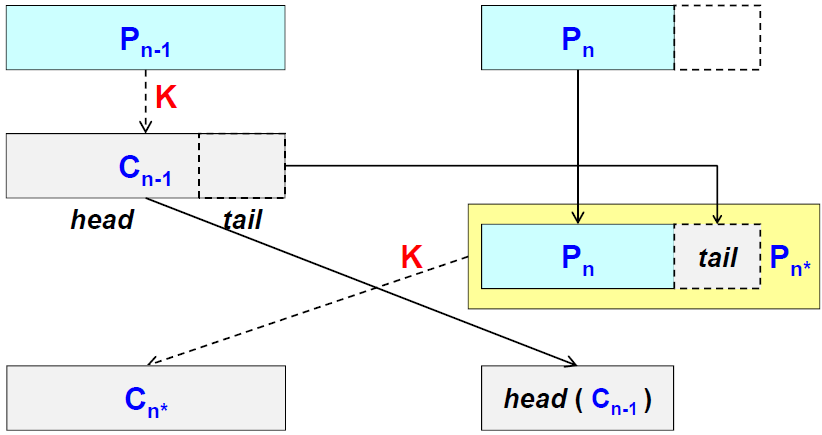 Pn-1
Pn
K
Cn-1
head
tail
K
Pn
tail
Pn*
Cn*
head ( Cn-1 )